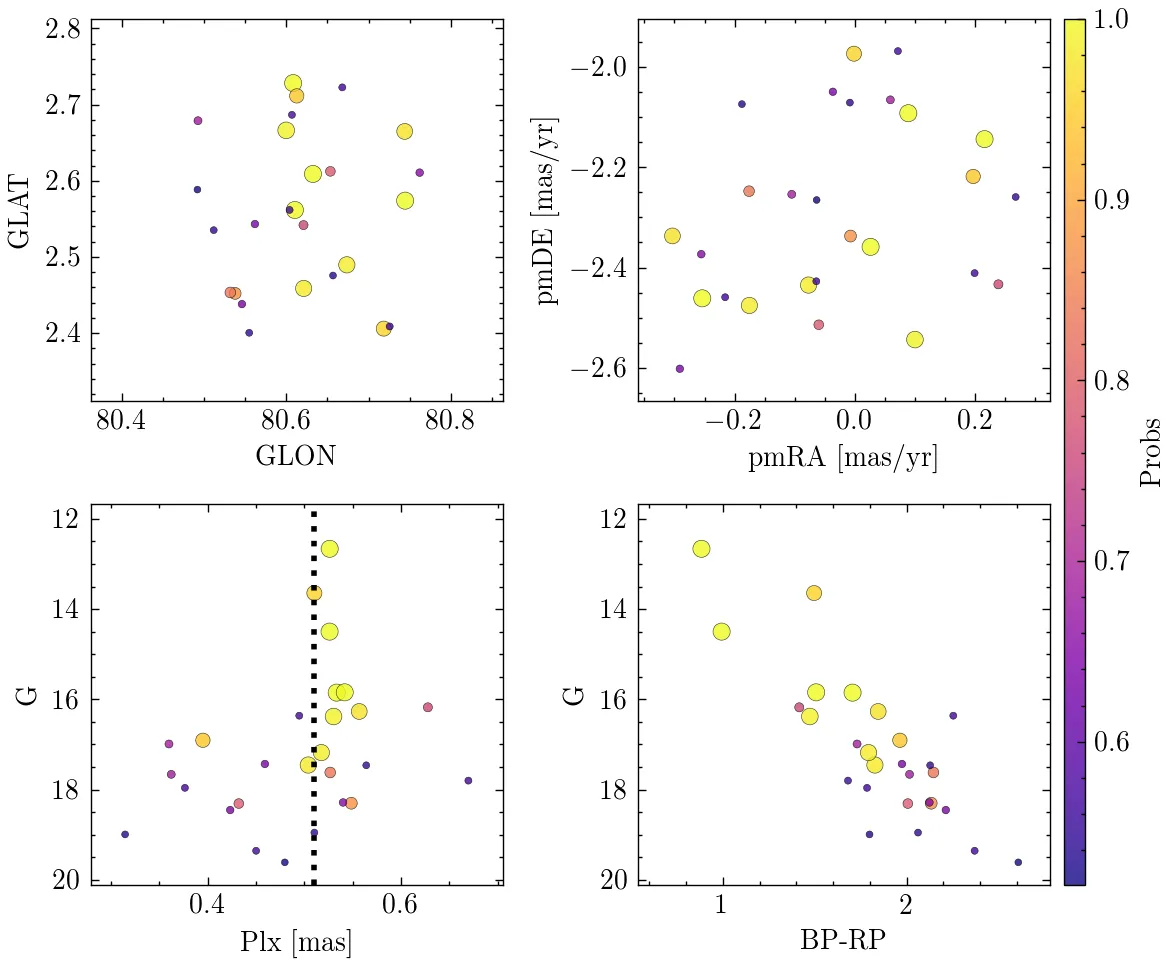 2.8
2.7
2.6
2.5
2.4
GLAT
80.4 80.6 80.8
GLON
−2.0
−2.2
−2.4
−2.6
pmDE [mas/yr]
−0.2 0.0 0.2
pmRA [mas/yr]
12
14
16
18
20
G
0.4 0.6
Plx [mas]
12
14
16
18
20
G
1 2
BP-RP
1.0
0.9
0.8
0.7
0.6
Probs